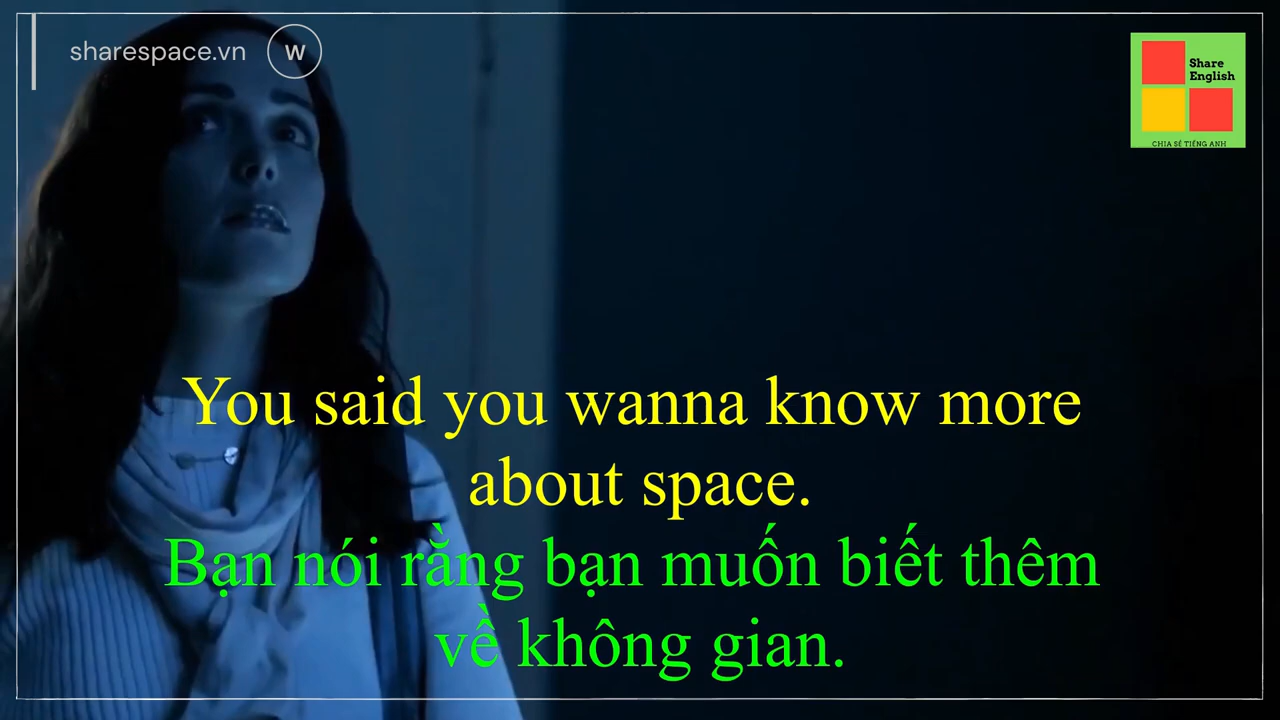 sharespace.vn W
Share
English
CHIA SẺ TIẾNG ANH
You said you wanna know more
about space.
Bạn nói rằng bạn muốn biết thêm
về không gian.